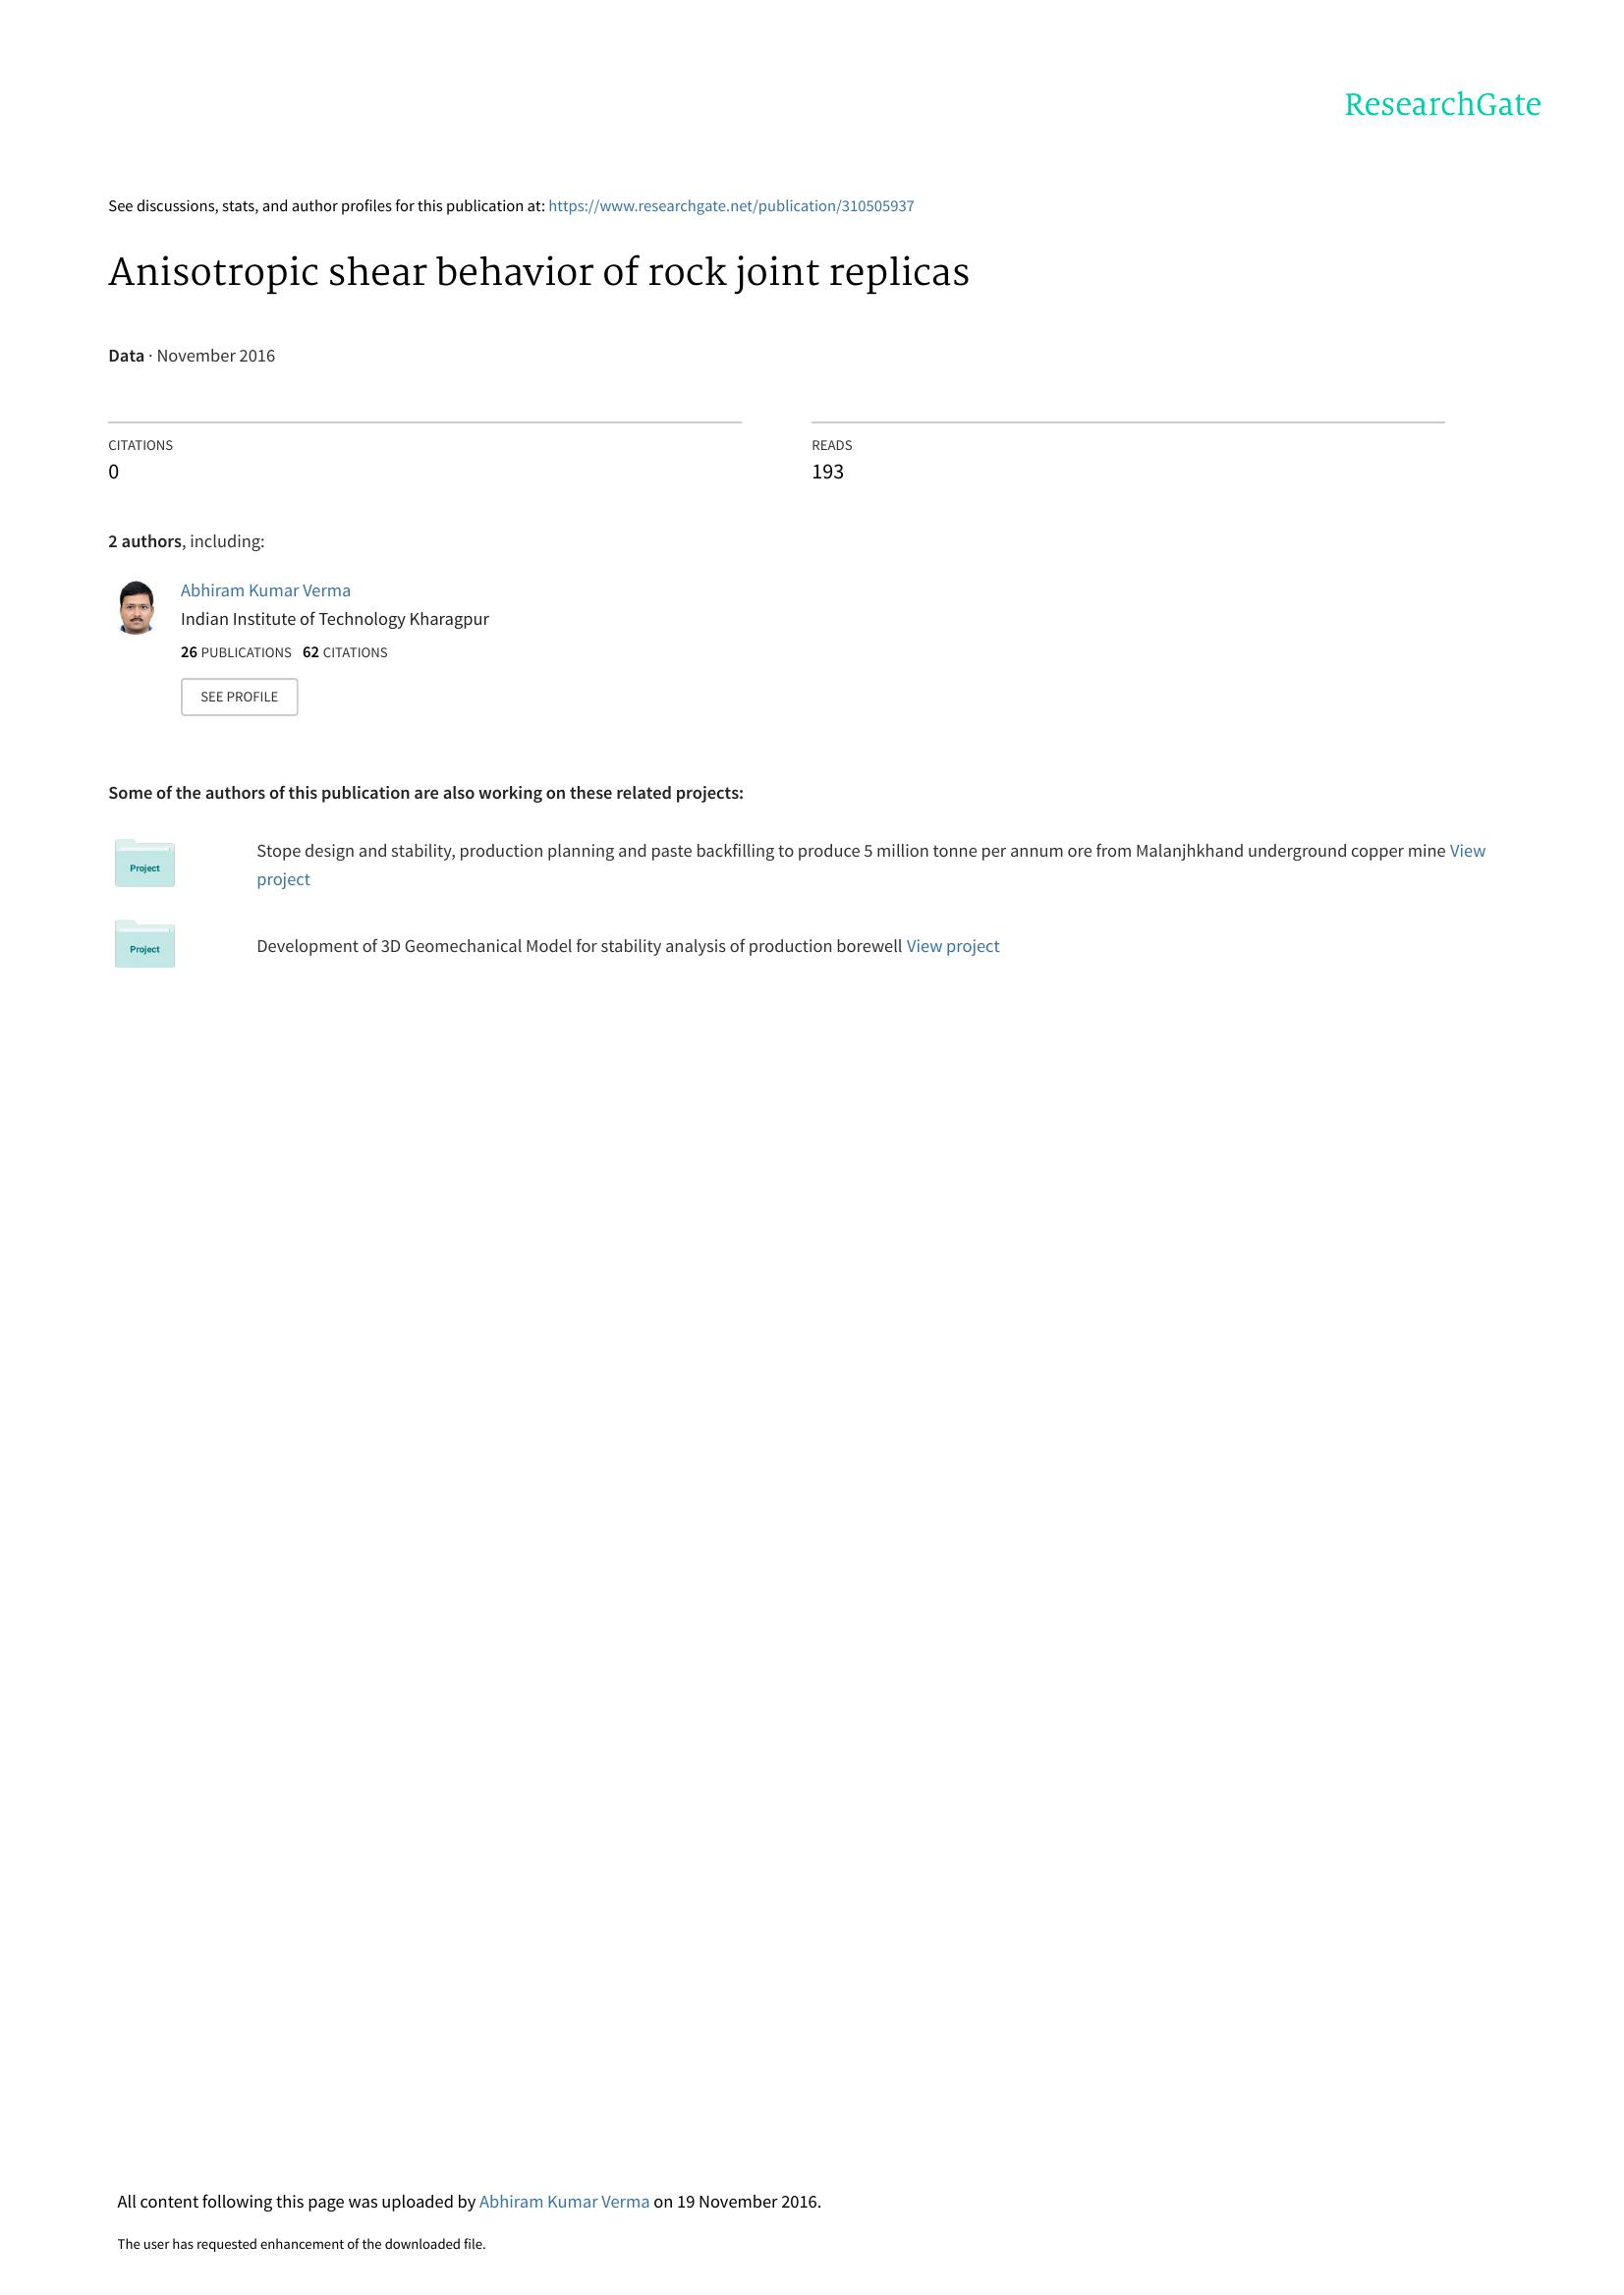 ResearchGate
See discussions, stats, and author profiles for this publication at: https://www.researchgate.net/publication/310505937
Anisotropic shear behavior of rock joint replicas
Data · November 2016
CITATIONS
0
READS
193
2 authors, including:
Abhiram Kumar Verma
Indian Institute of Technology Kharagpur
26 PUBLICATIONS 62 CITATIONS
SEE PROFILE
Some of the authors of this publication are also working on these related projects:
Project
Stope design and stability, production planning and paste backfilling to produce 5 million tonne per annum ore from Malanjhkhand underground copper mine View
project
Project
Development of 3D Geomechanical Model for stability analysis of production borewell View project
All content following this page was uploaded by Abhiram Kumar Verma on 19 November 2016.
The user has requested enhancement of the downloaded file.